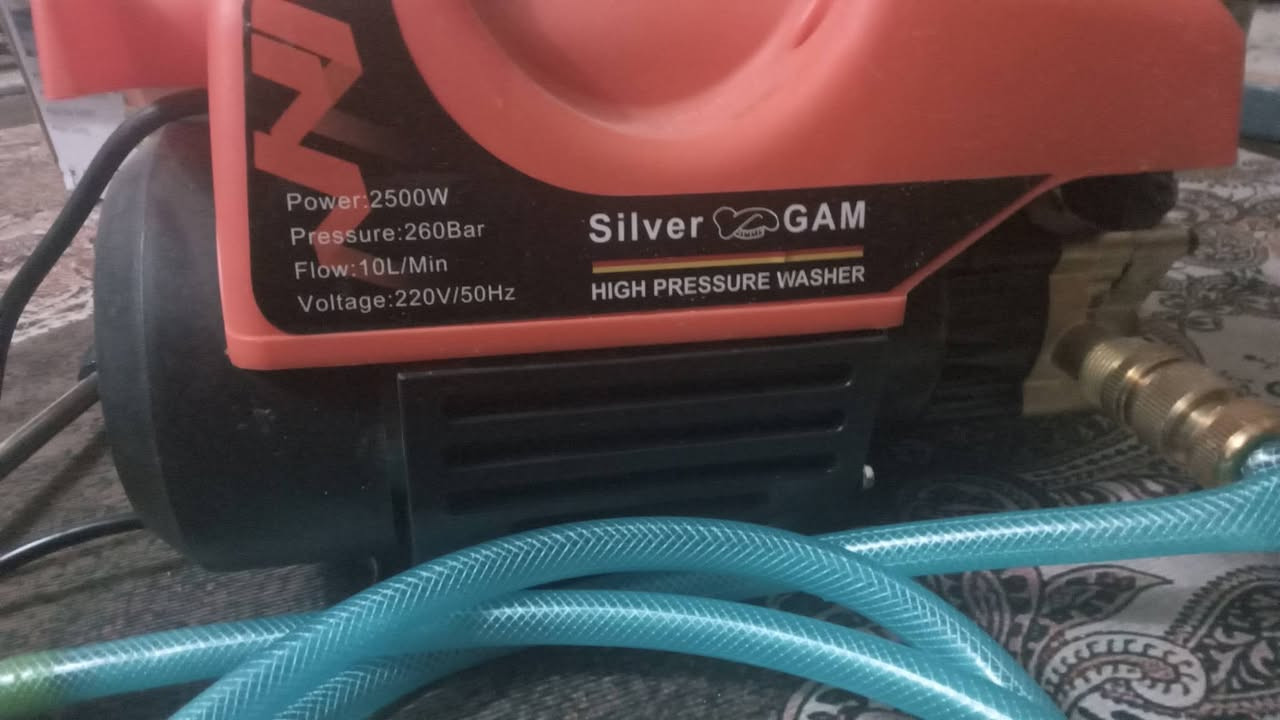 Power:2500W
Pressure:260Bar
Flow:10L/Min
Voltage:220V/50Hz
Silver GAM
HIGH PRESSURE WASHER